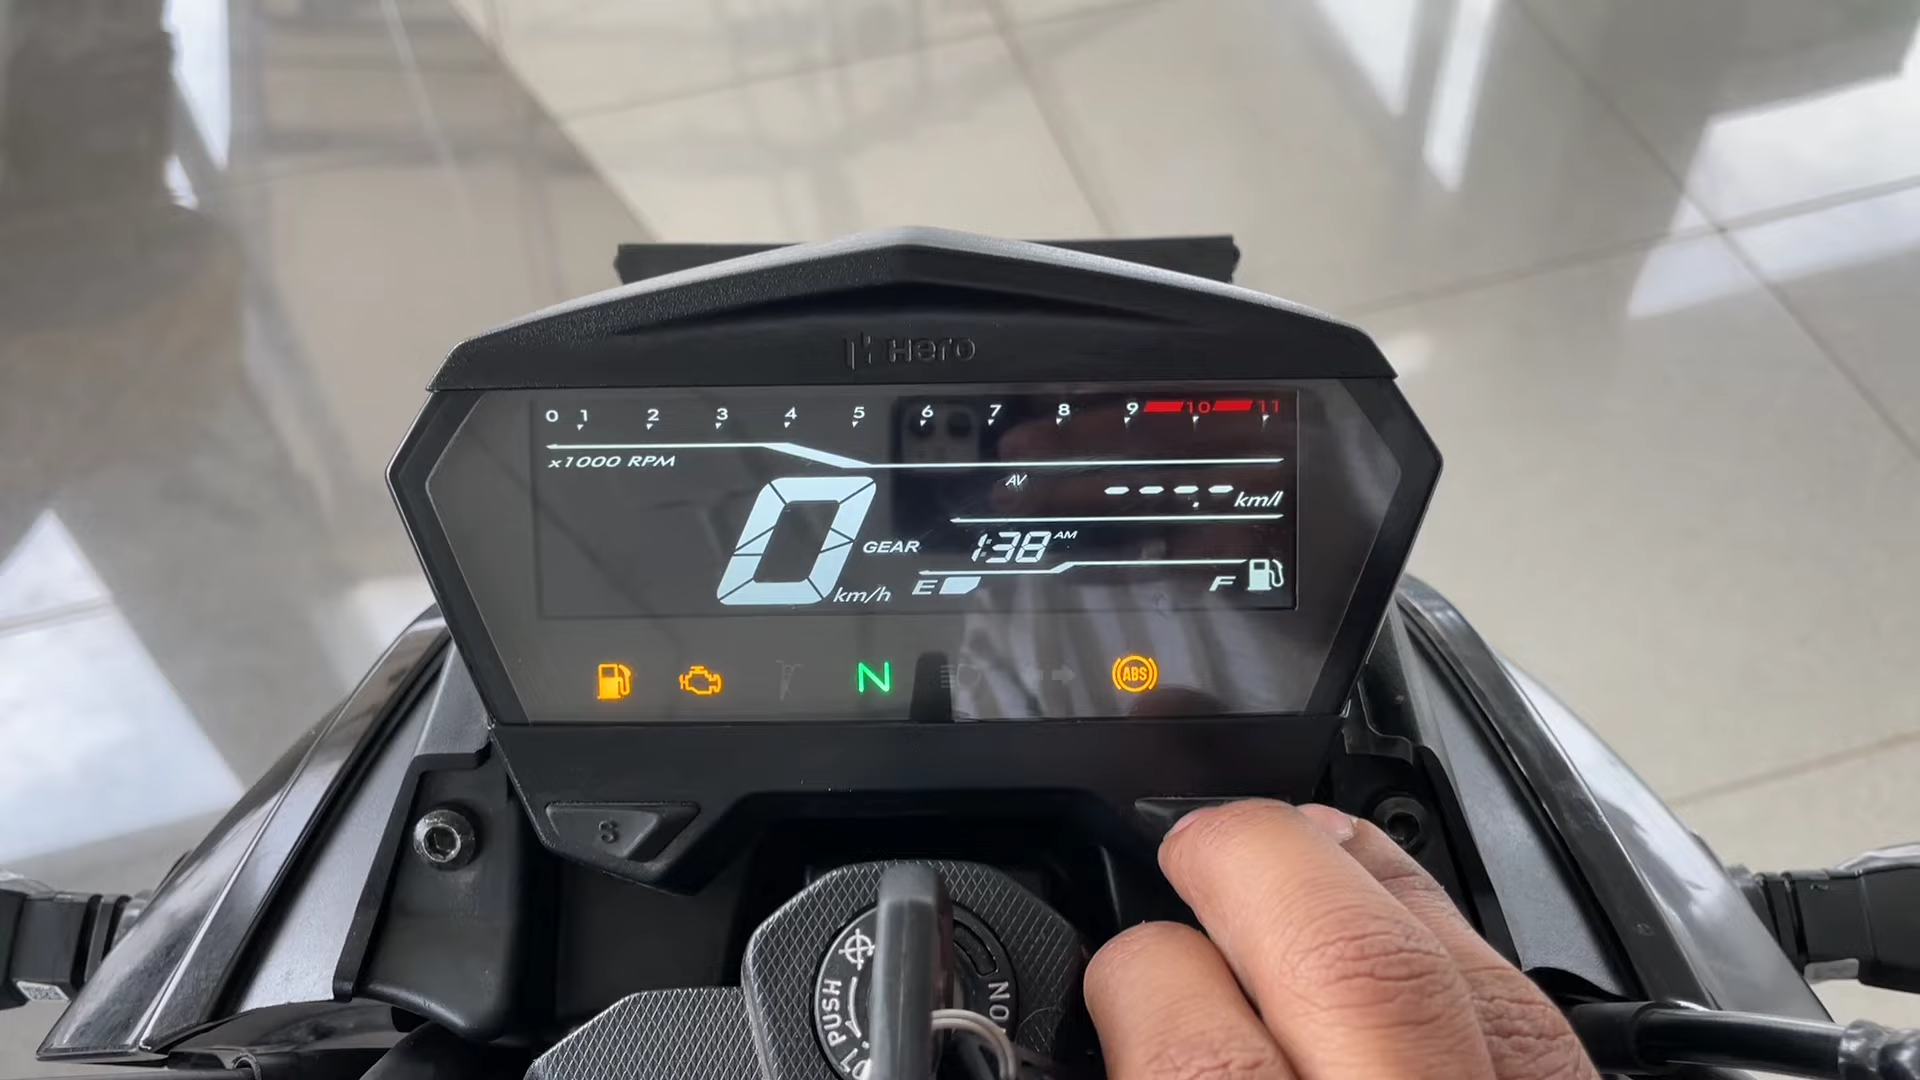 Hero
0 1 2 3 4 5 6 7 8 9 10 11
x1000 RPM
AV --.- km/l
0 km/h GEAR
1:38 AM
E F
N ABS
S
PUSH
ON